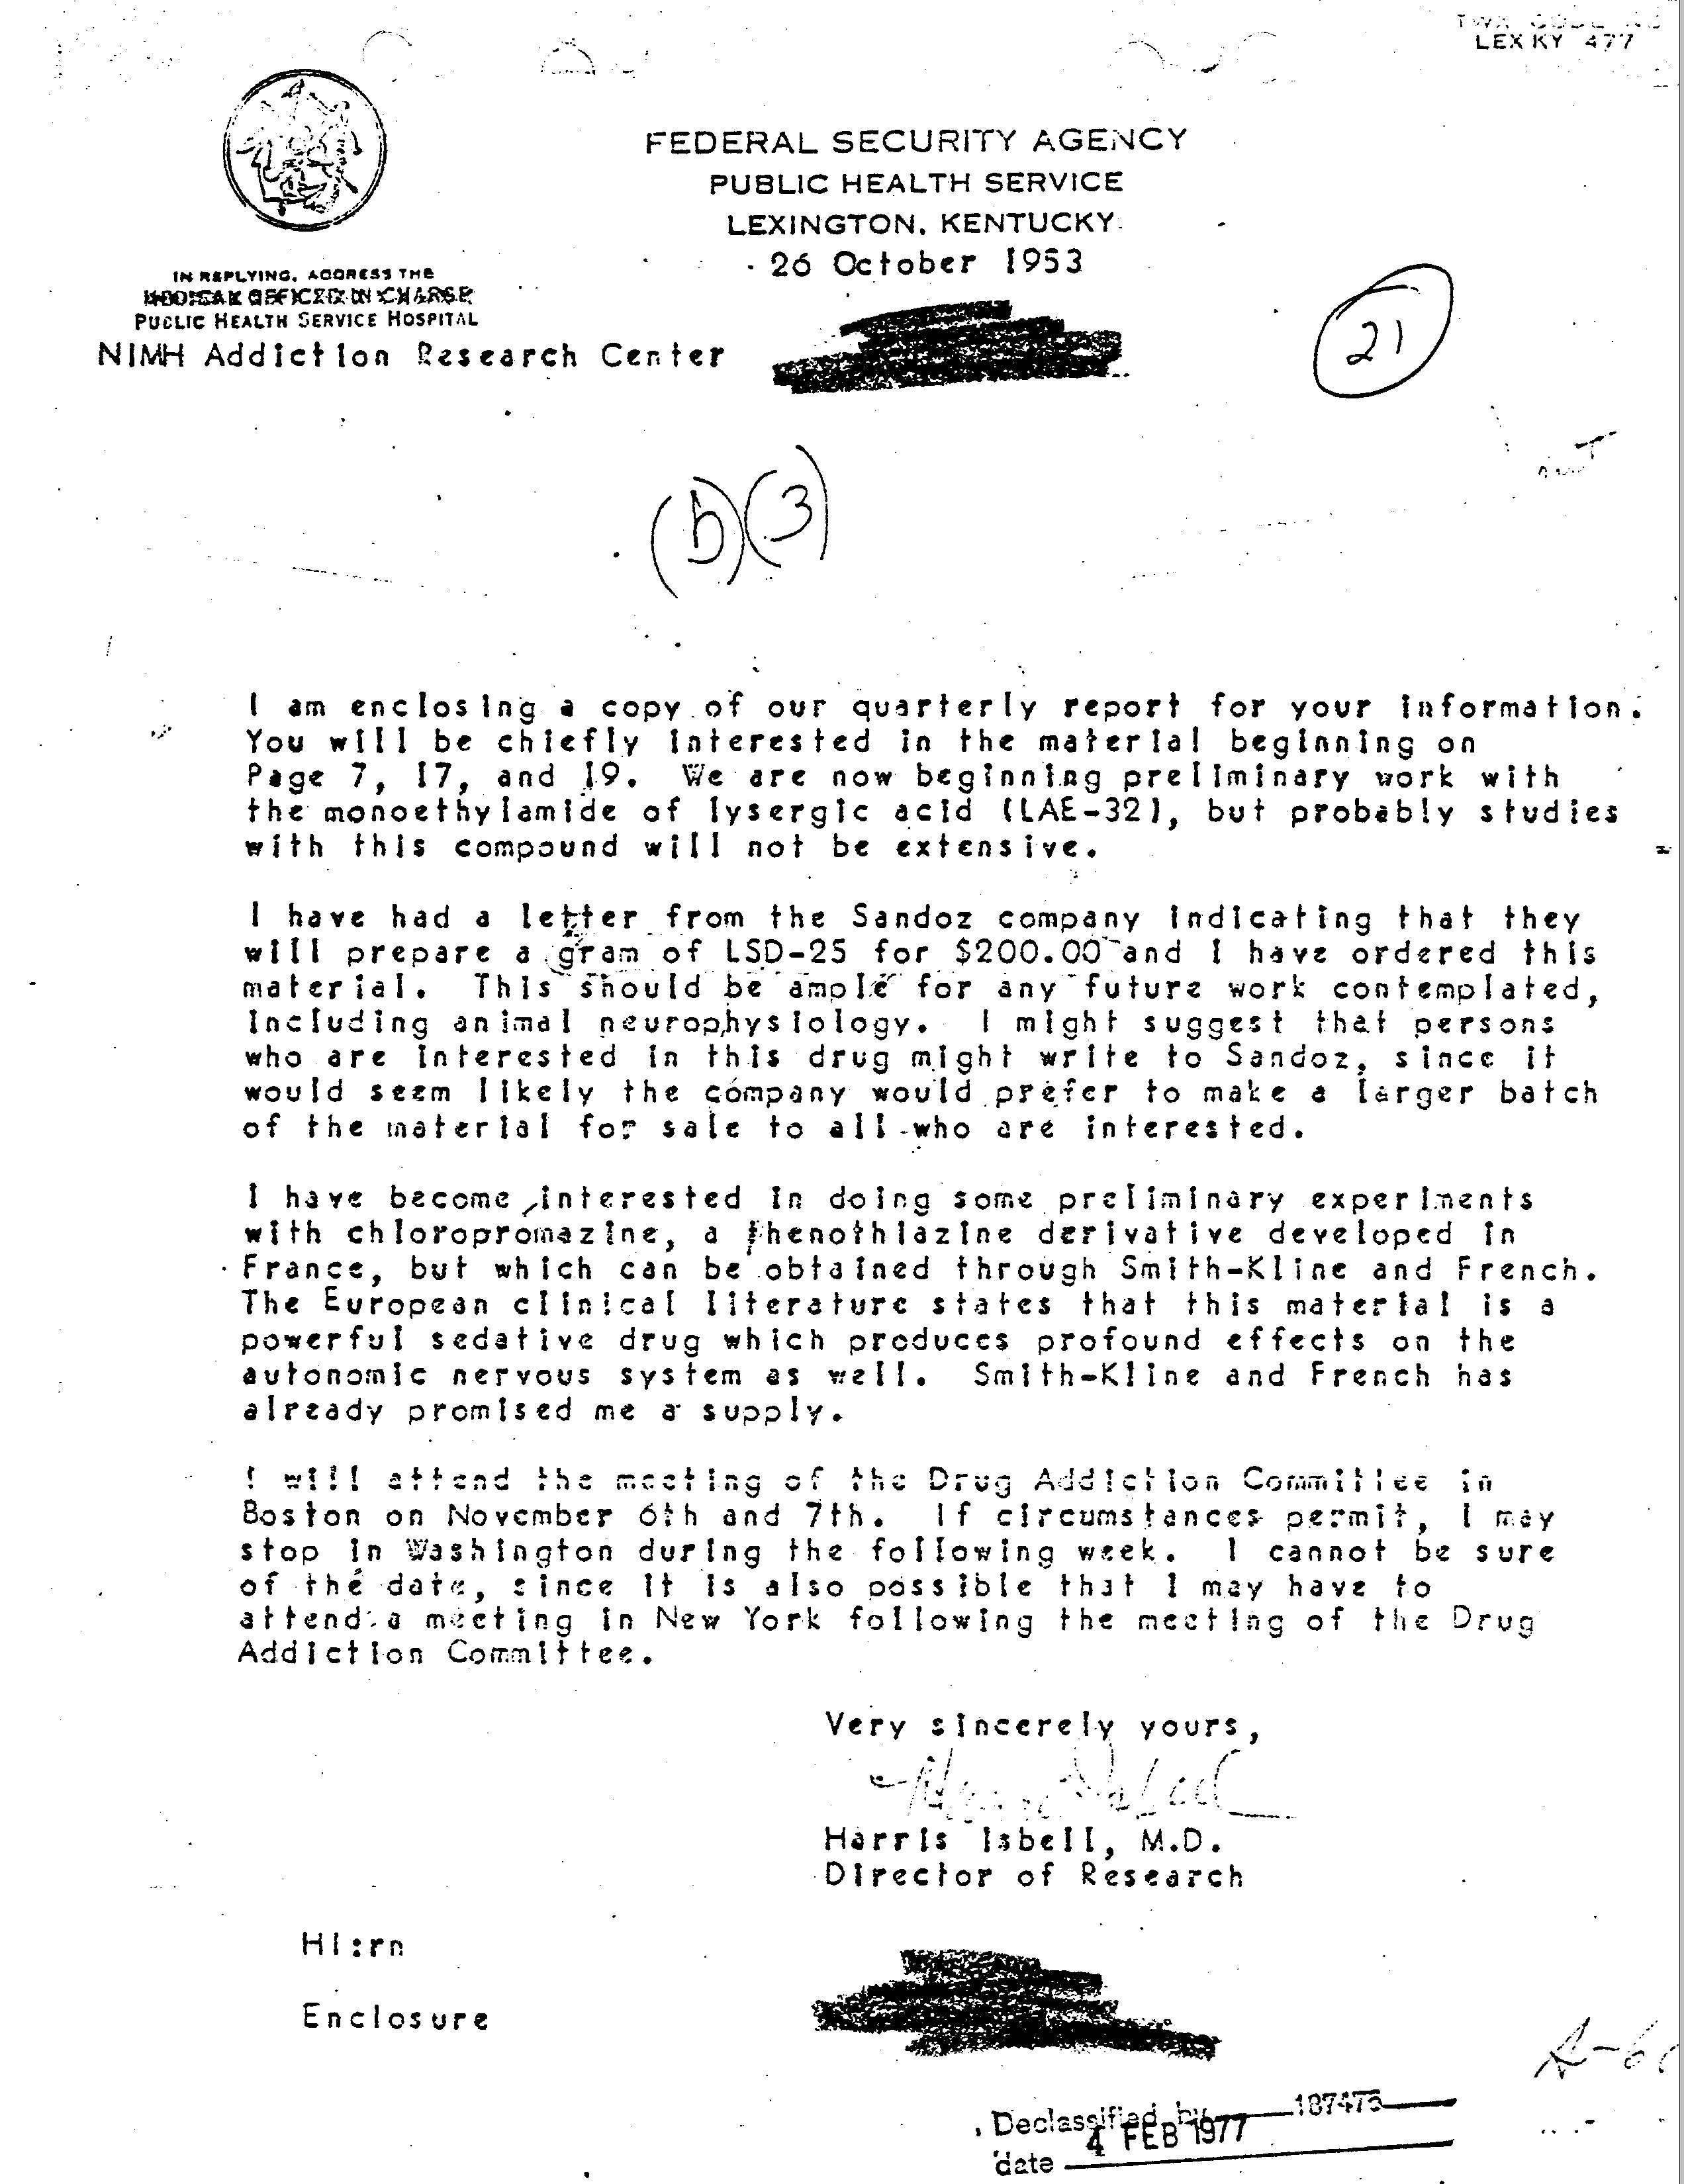 TWX CODE NO
LEX KY 477
FEDERAL SECURITY AGENCY
PUBLIC HEALTH SERVICE
LEXINGTON, KENTUCKY
26 October 1953
IN REPLYING, ADDRESS THE
MEDICAL OFFICER IN CHARGE
PUBLIC HEALTH SERVICE HOSPITAL
NIMH Addiction Research Center
21
(b)(3)
I am enclosing a copy of our quarterly report for your information.
You will be chiefly interested in the material beginning on
Page 7, 17, and 19. We are now beginning preliminary work with
the monoethylamide of lysergic acid (LAE-32), but probably studies
with this compound will not be extensive.
I have had a letter from the Sandoz company indicating that they
will prepare a gram of LSD-25 for $200.00 and I have ordered this
material. This should be ample for any future work contemplated,
including animal neurophysiology. I might suggest that persons
who are interested in this drug might write to Sandoz, since it
would seem likely the company would prefer to make a larger batch
of the material for sale to all who are interested.
I have become interested in doing some preliminary experiments
with chloropromazine, a phenothiazine derivative developed in
France, but which can be obtained through Smith-Kline and French.
The European clinical literature states that this material is a
powerful sedative drug which produces profound effects on the
autonomic nervous system as well. Smith-Kline and French has
already promised me a supply.
I will attend the meeting of the Drug Addiction Committee in
Boston on November 6th and 7th. If circumstances permit, I may
stop in Washington during the following week. I cannot be sure
of the date, since it is also possible that I may have to
attend a meeting in New York following the meeting of the Drug
Addiction Committee.
Very sincerely yours,
Harris Isbell
Harris Isbell, M.D.
Director of Research
HI:rn
Enclosure
Declassified by 187475
date 4 FEB 1977